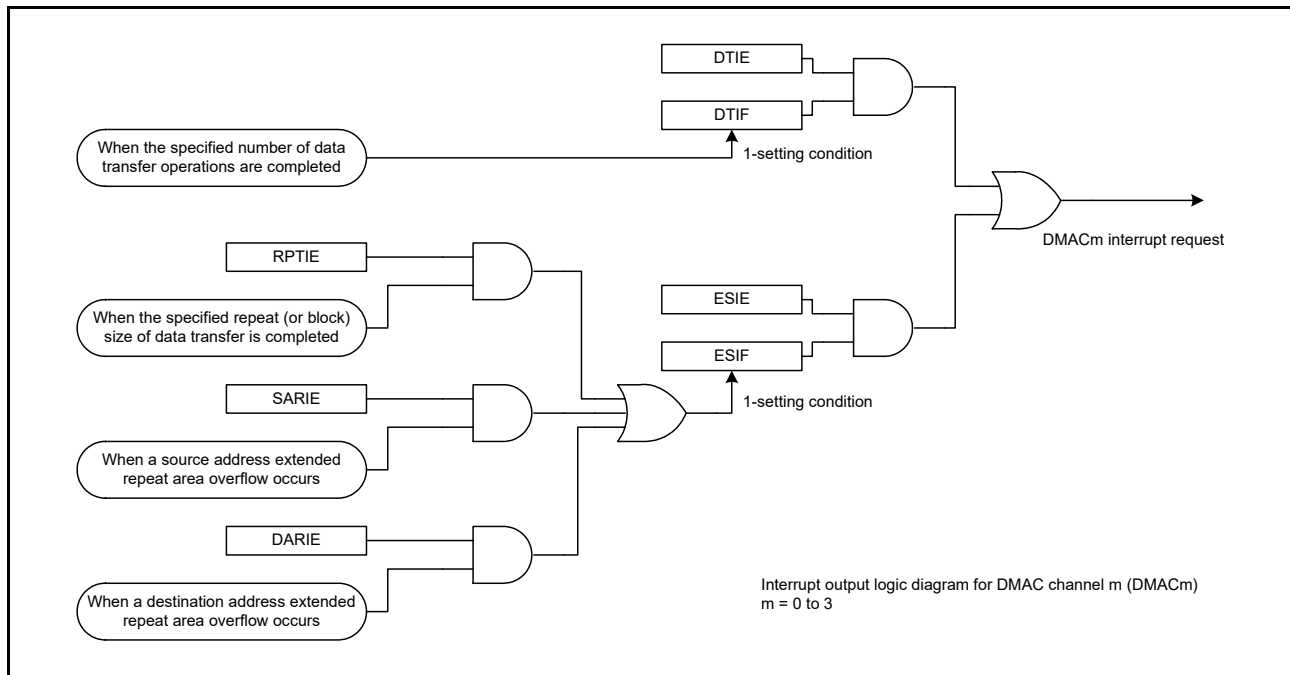 DTIE
DTIF
When the specified number of data
transfer operations are completed
1-setting condition
DMACm interrupt request
RPTIE
When the specified repeat (or block)
size of data transfer is completed
ESIE
ESIF
1-setting condition
SARIE
When a source address extended
repeat area overflow occurs
DARIE
When a destination address extended
repeat area overflow occurs
Interrupt output logic diagram for DMAC channel m (DMACm)
m = 0 to 3